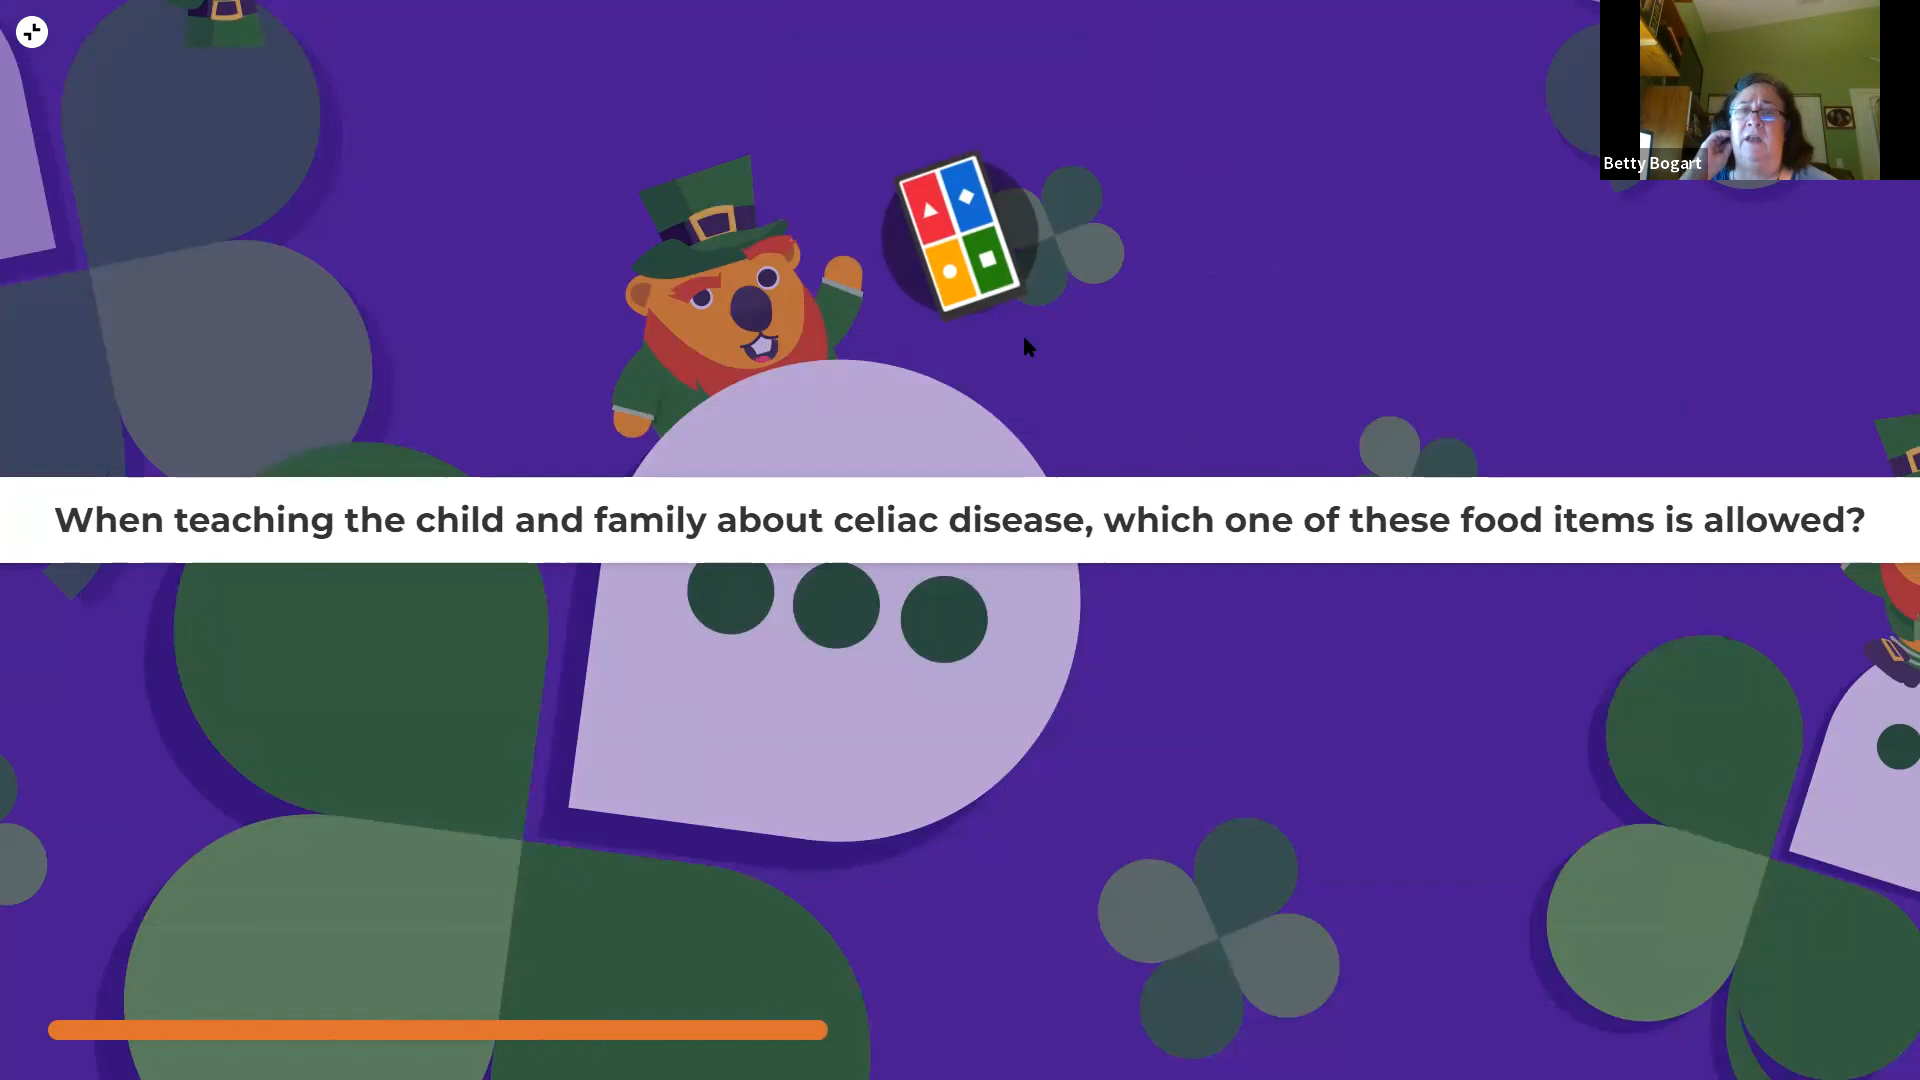 Betty Bogart
When teaching the child and family about celiac disease, which one of these food items is allowed?